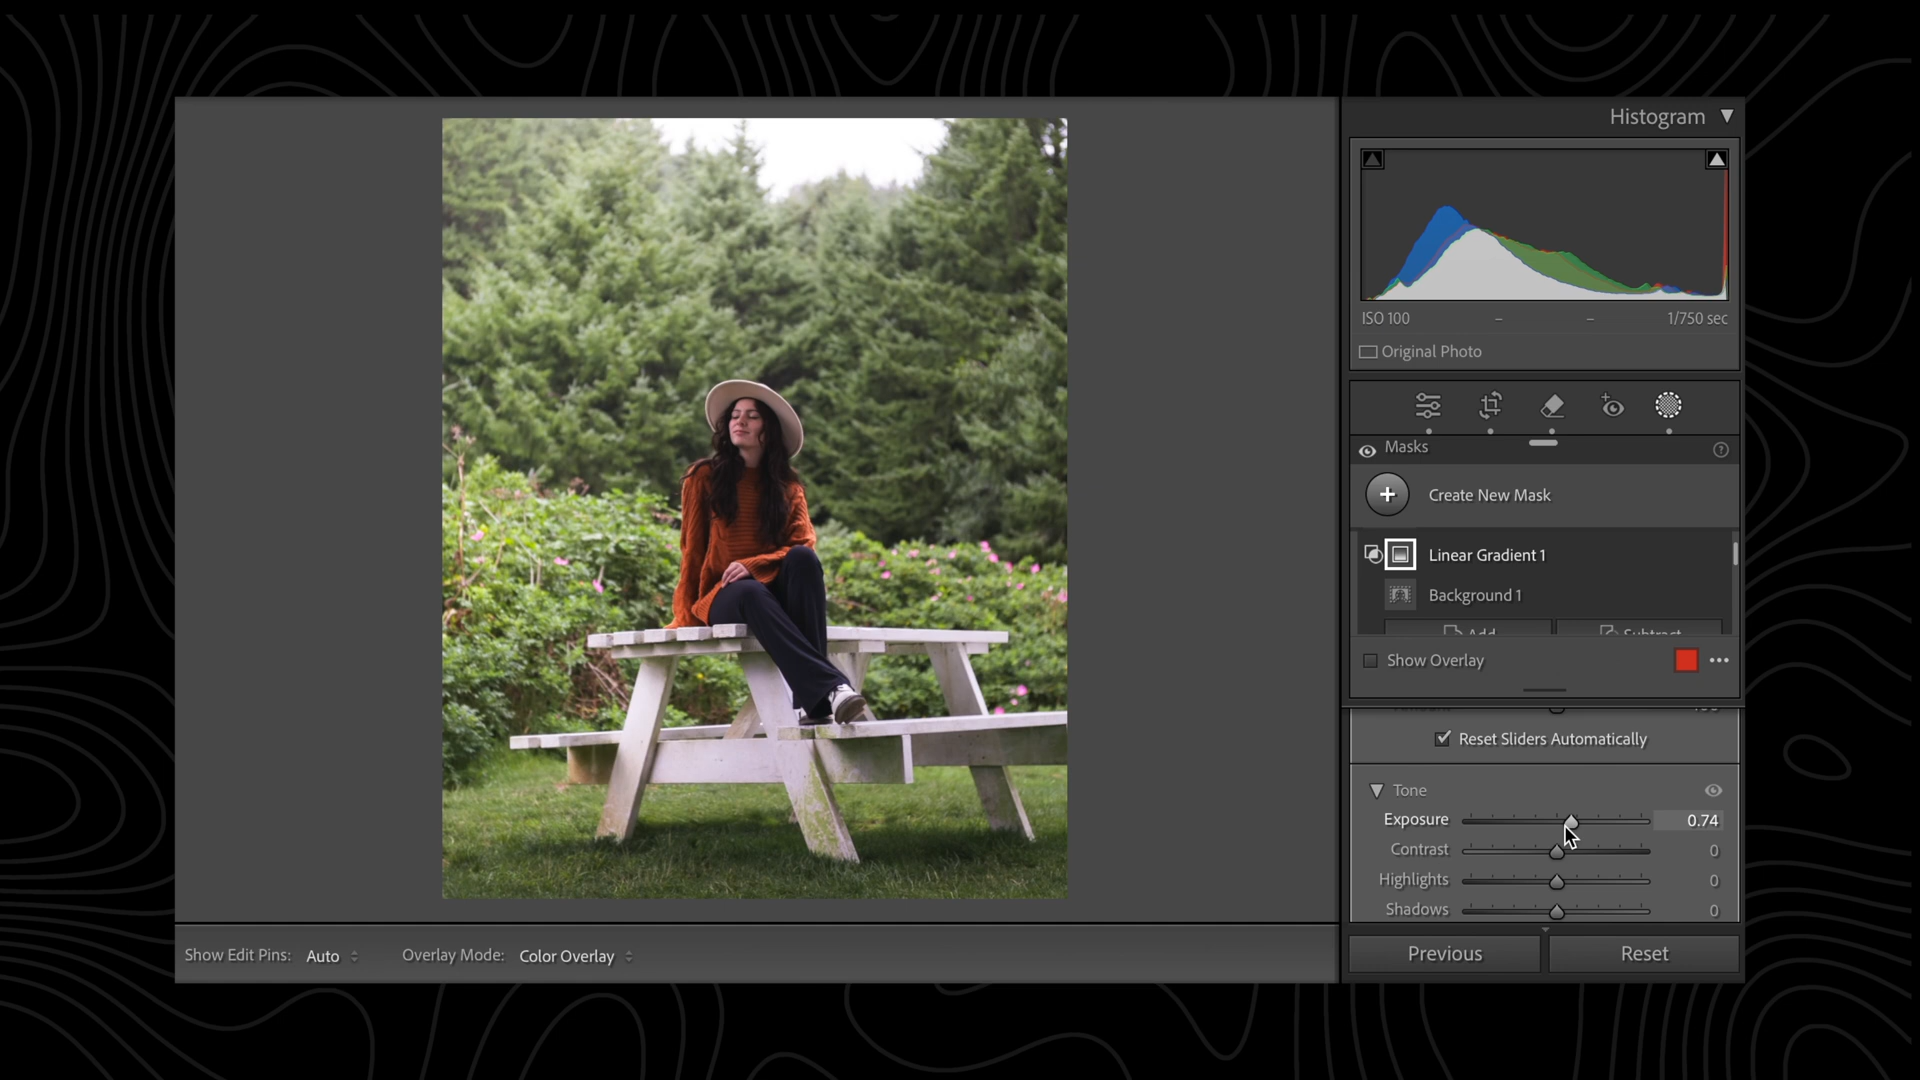 Histogram
ISO 100 – – 1/750 sec
Original Photo
Masks
Create New Mask
Linear Gradient 1
Background 1
Add Subtract
Show Overlay
Reset Sliders Automatically
Tone
Exposure 0.74
Contrast 0
Highlights 0
Shadows 0
Previous Reset
Show Edit Pins: Auto Overlay Mode: Color Overlay